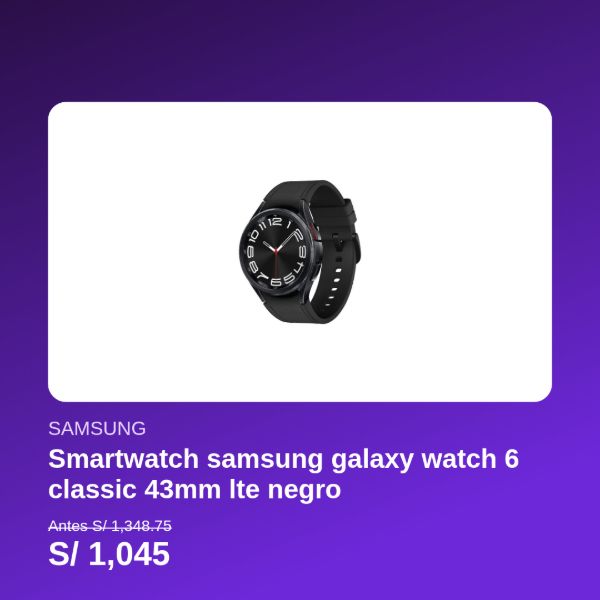 SAMSUNG
Smartwatch samsung galaxy watch 6
classic 43mm lte negro
Antes S/ 1,348.75
S/ 1,045